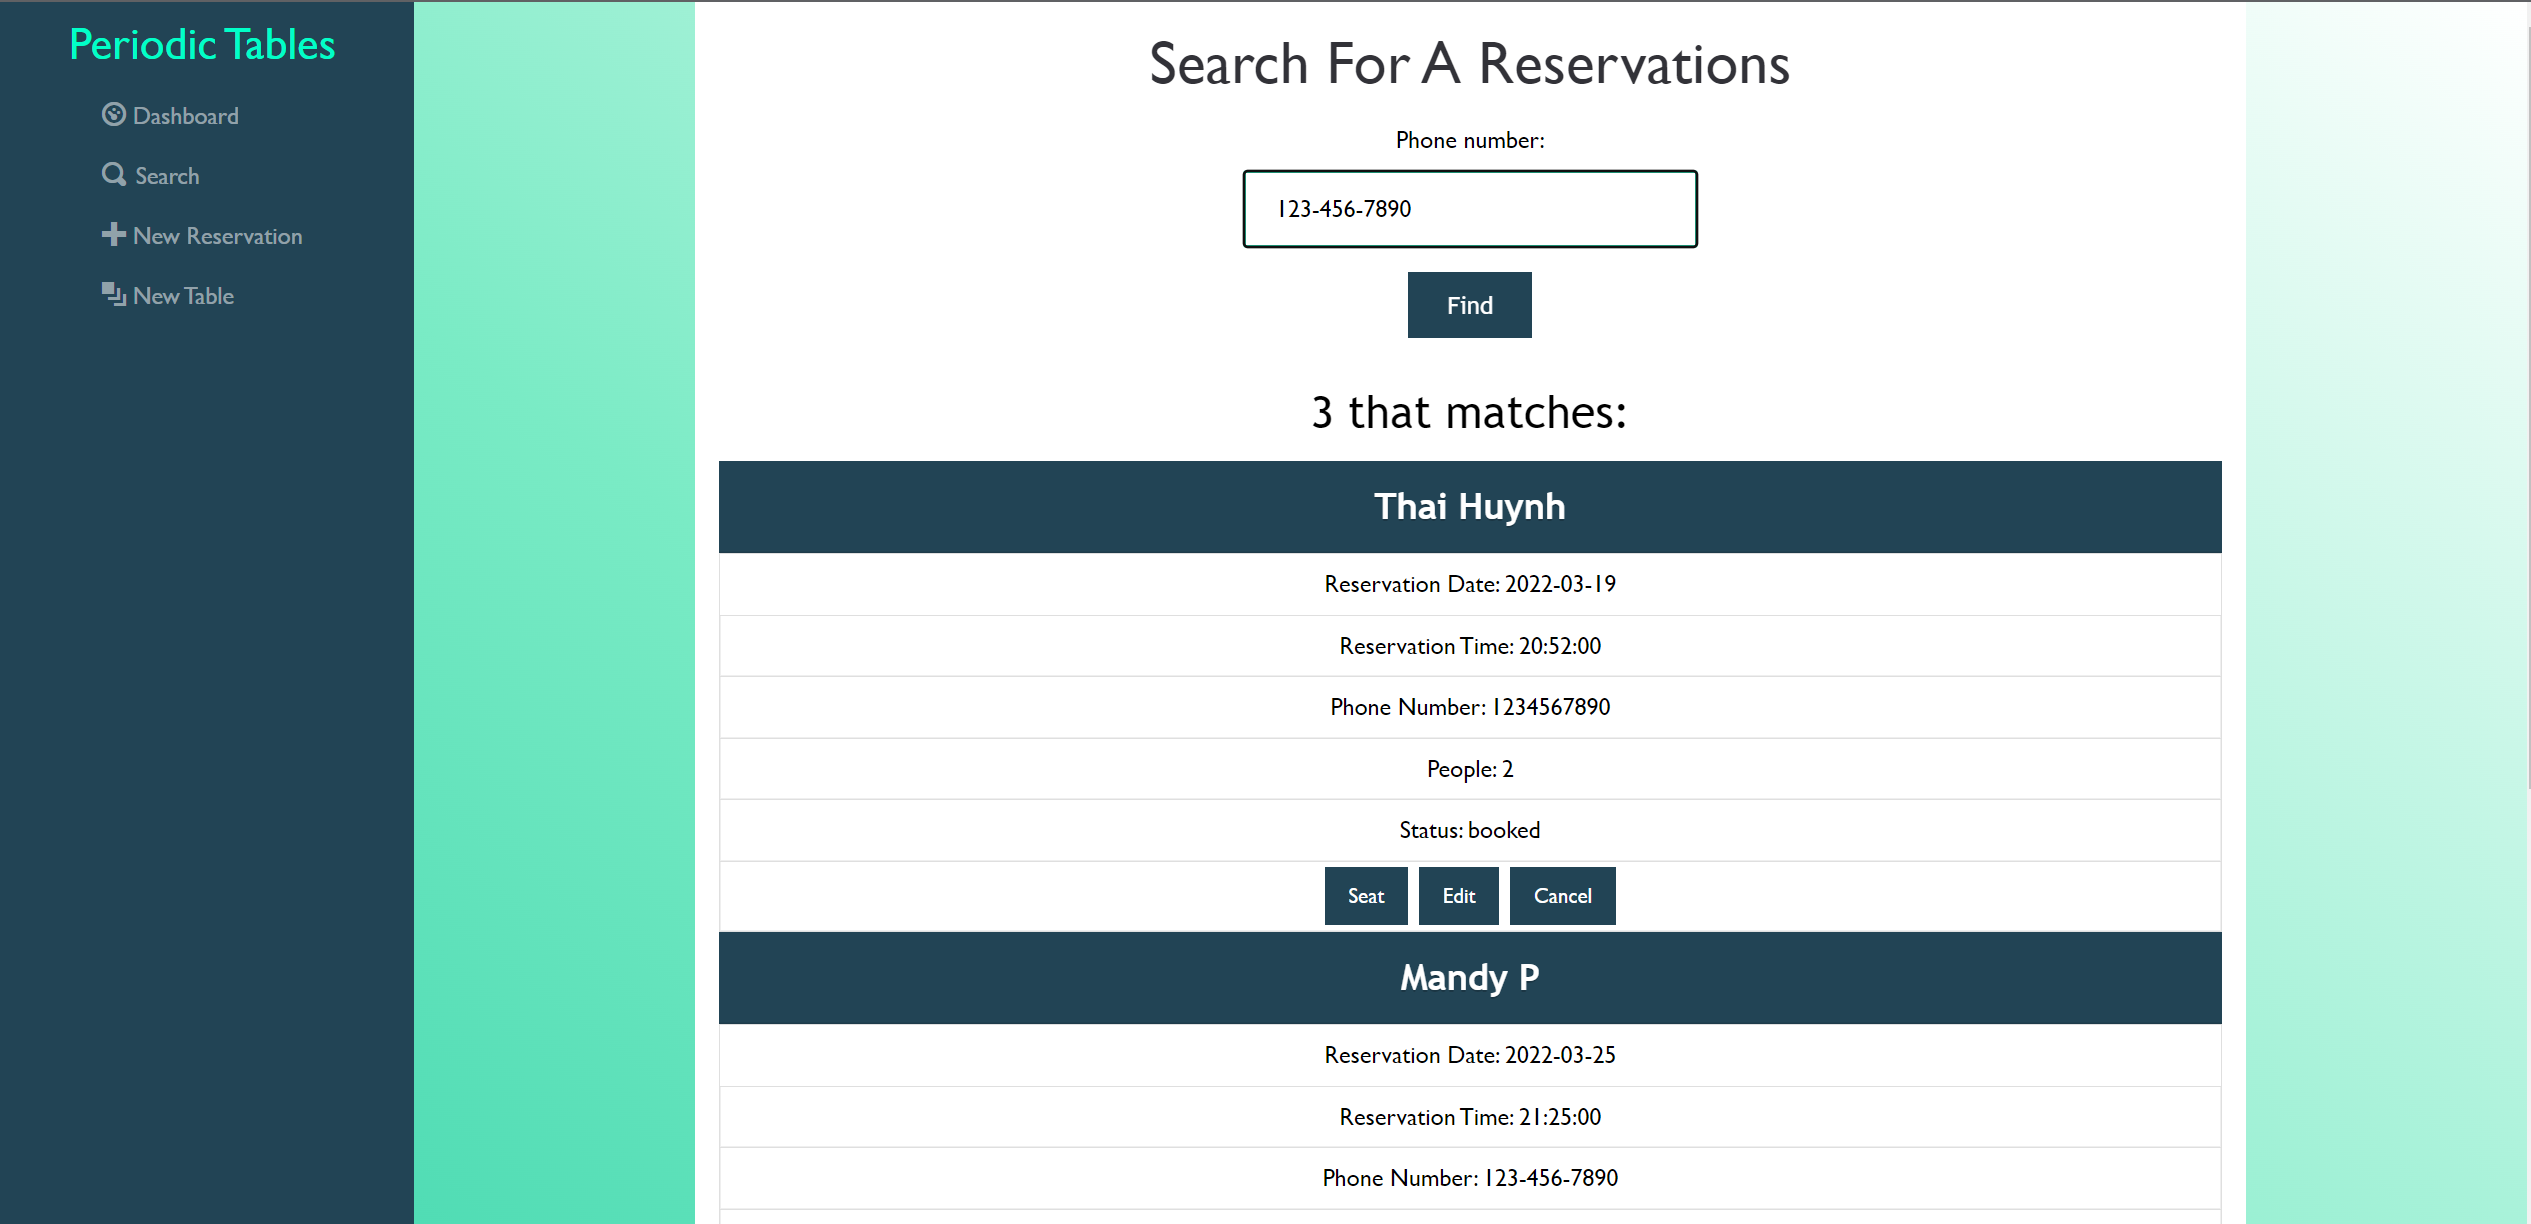 Periodic Tables
Dashboard
Search
New Reservation
New Table
Search For A Reservations
Phone number:
123-456-7890
Find
3 that matches:
Thai Huynh
Reservation Date: 2022-03-19
Reservation Time: 20:52:00
Phone Number: 1234567890
People: 2
Status: booked
Seat Edit Cancel
Mandy P
Reservation Date: 2022-03-25
Reservation Time: 21:25:00
Phone Number: 123-456-7890